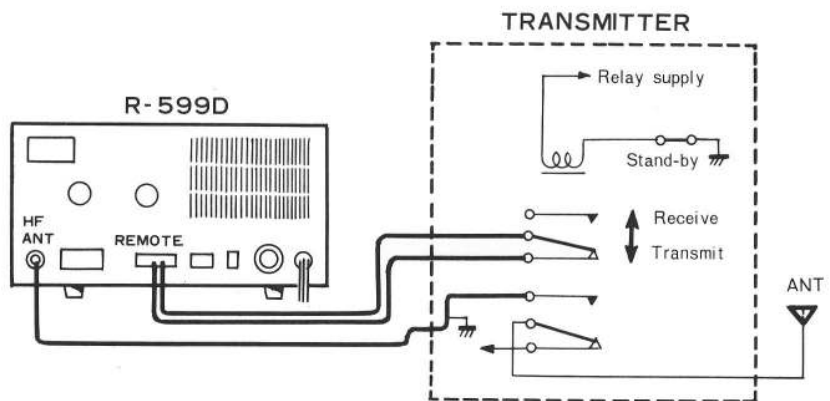 TRANSMITTER
Relay supply
R-599D
Stand-by
HF
ANT
REMOTE
Receive
Transmit
ANT